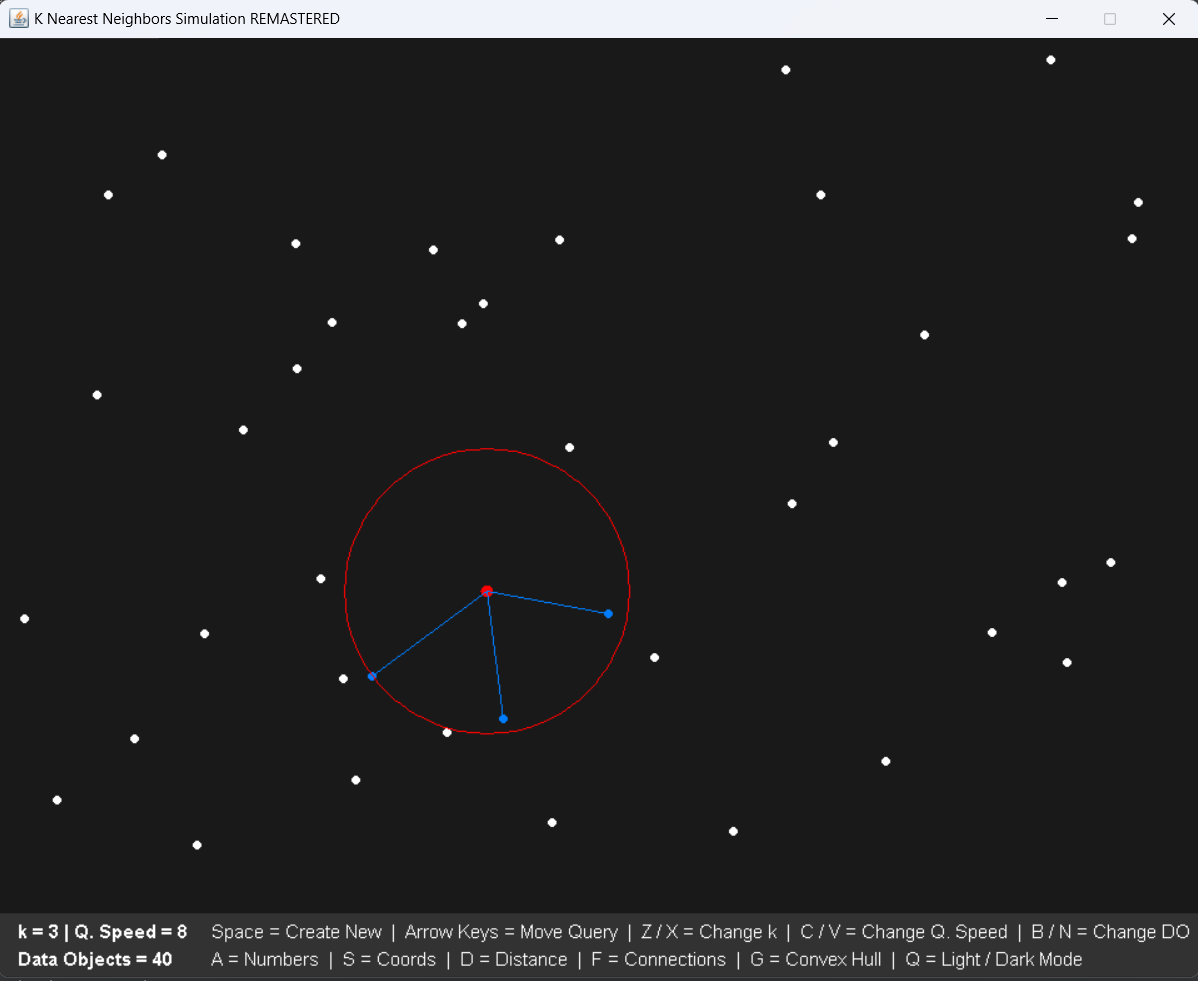 K Nearest Neighbors Simulation REMASTERED
k = 3 | Q. Speed = 8 Space = Create New | Arrow Keys = Move Query | Z / X = Change k | C / V = Change Q. Speed | B / N = Change DO
Data Objects = 40 A = Numbers | S = Coords | D = Distance | F = Connections | G = Convex Hull | Q = Light / Dark Mode